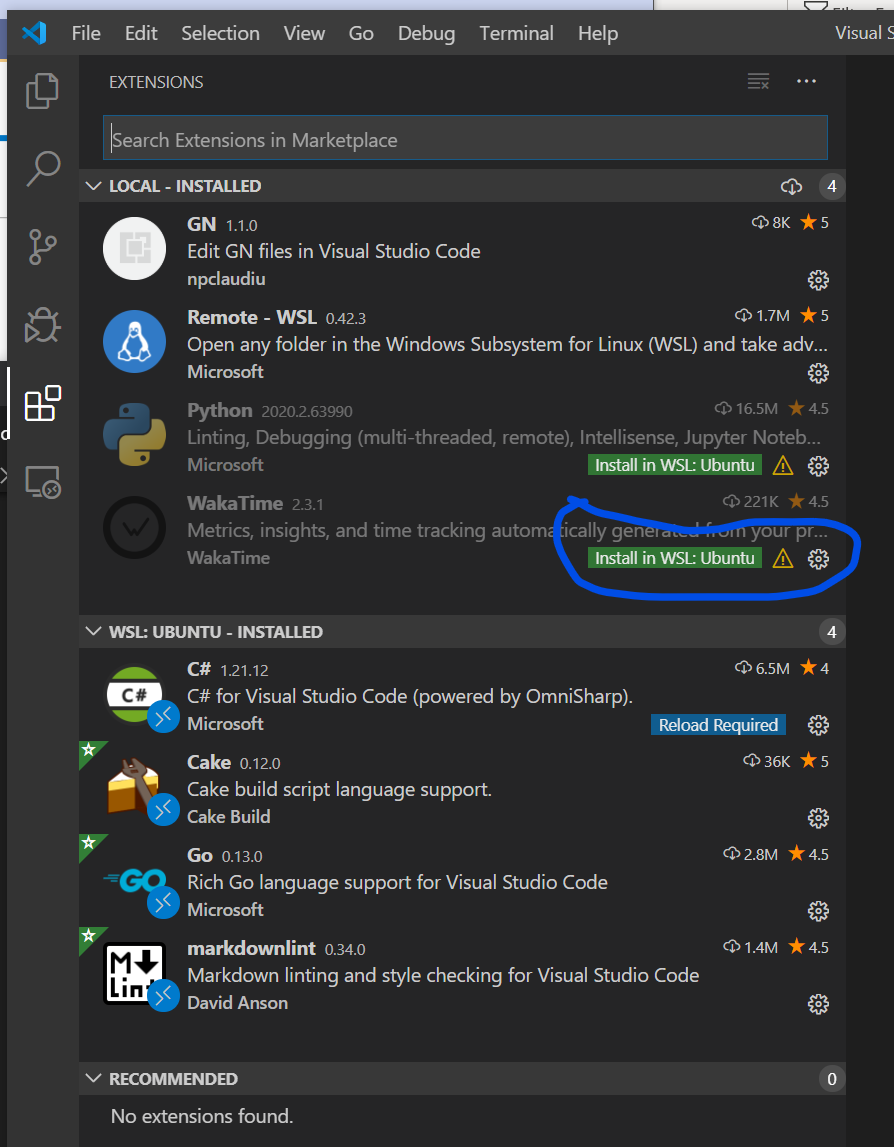 File Edit Selection View Go Debug Terminal Help Visual S
EXTENSIONS
Search Extensions in Marketplace
LOCAL - INSTALLED 4
GN 1.1.0 8K 5
Edit GN files in Visual Studio Code
npclaudiu
Remote - WSL 0.42.3 1.7M 5
Open any folder in the Windows Subsystem for Linux (WSL) and take adv...
Microsoft
Python 2020.2.63990 16.5M 4.5
Linting, Debugging (multi-threaded, remote), Intellisense, Jupyter Noteb...
Microsoft Install in WSL: Ubuntu
WakaTime 2.3.1 221K 4.5
Metrics, insights, and time tracking automatically generated from your pr...
WakaTime Install in WSL: Ubuntu
WSL: UBUNTU - INSTALLED 4
C# 1.21.12 6.5M 4
C#
C# for Visual Studio Code (powered by OmniSharp).
Microsoft Reload Required
Cake 0.12.0 36K 5
Cake build script language support.
Cake Build
Go 0.13.0 2.8M 4.5
GO
Rich Go language support for Visual Studio Code
Microsoft
markdownlint 0.34.0 1.4M 4.5
M
Lint
Markdown linting and style checking for Visual Studio Code
David Anson
RECOMMENDED 0
No extensions found.